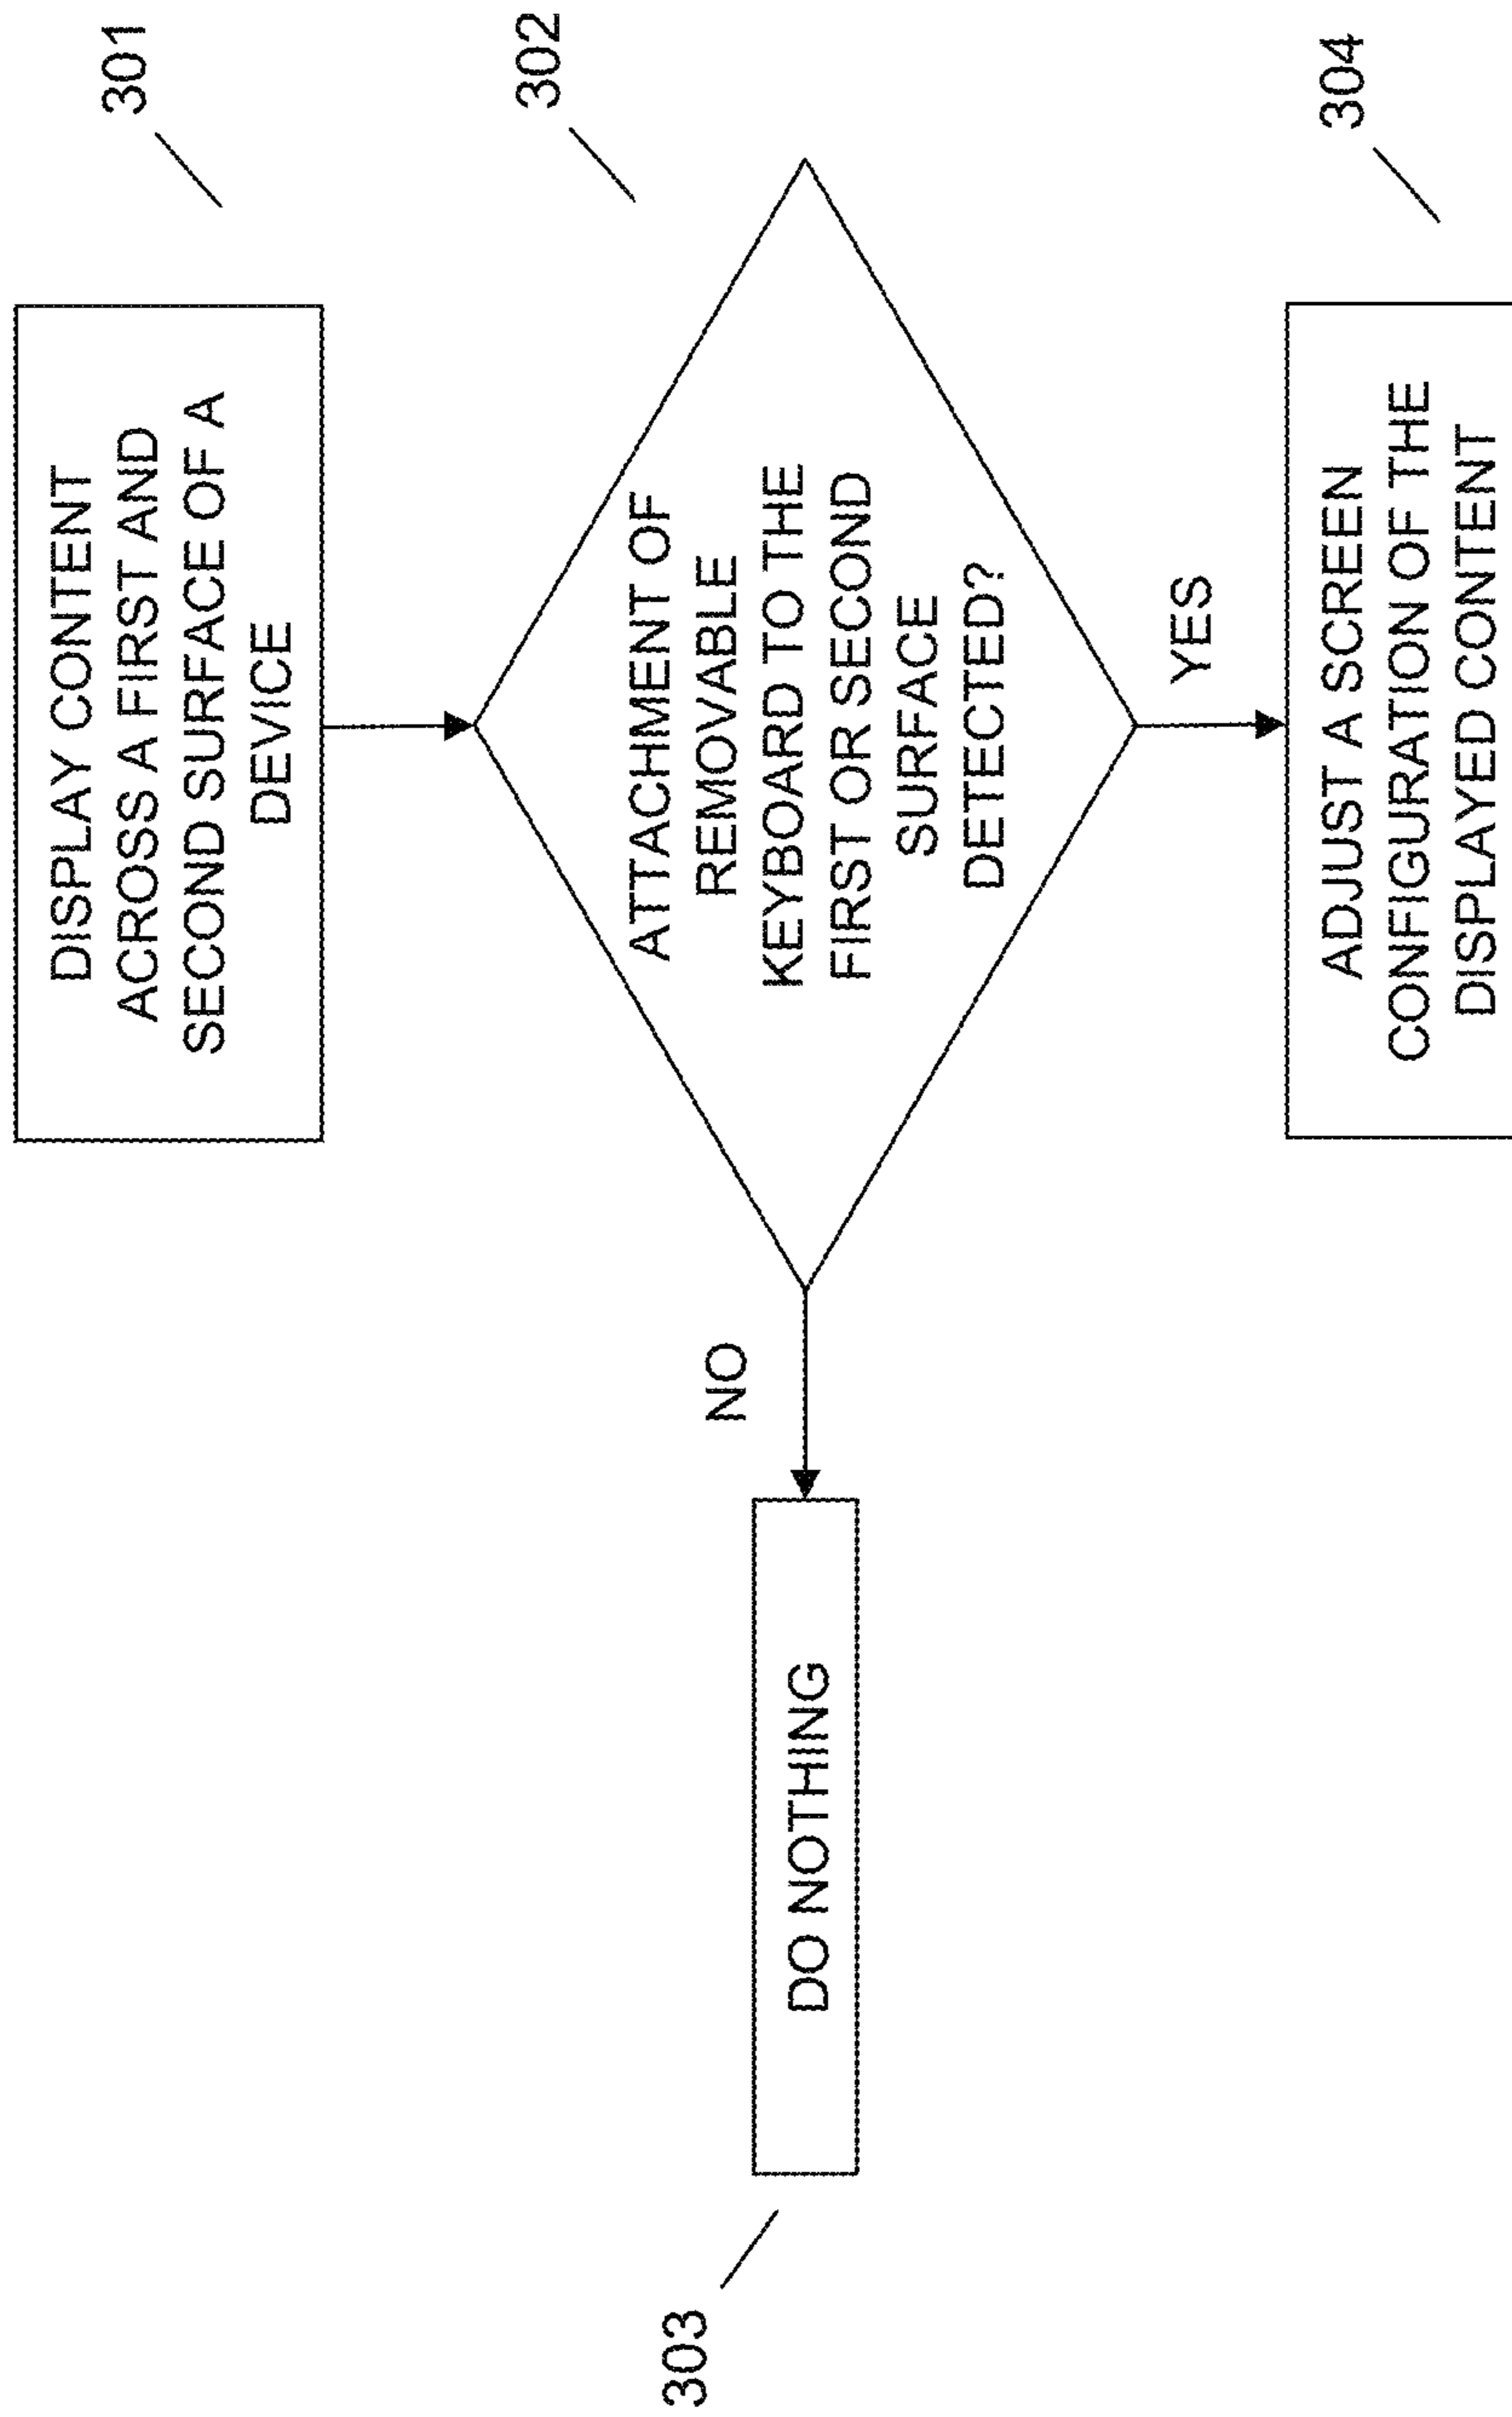 DISPLAY CONTENT
ACROSS A FIRST AND
SECOND SURFACE OF A
DEVICE
301
ATTACHMENT OF
REMOVABLE
KEYBOARD TO THE
FIRST OR SECOND
SURFACE
DETECTED?
302
NO
DO NOTHING
303
YES
ADJUST A SCREEN
CONFIGURATION OF THE
DISPLAYED CONTENT
304